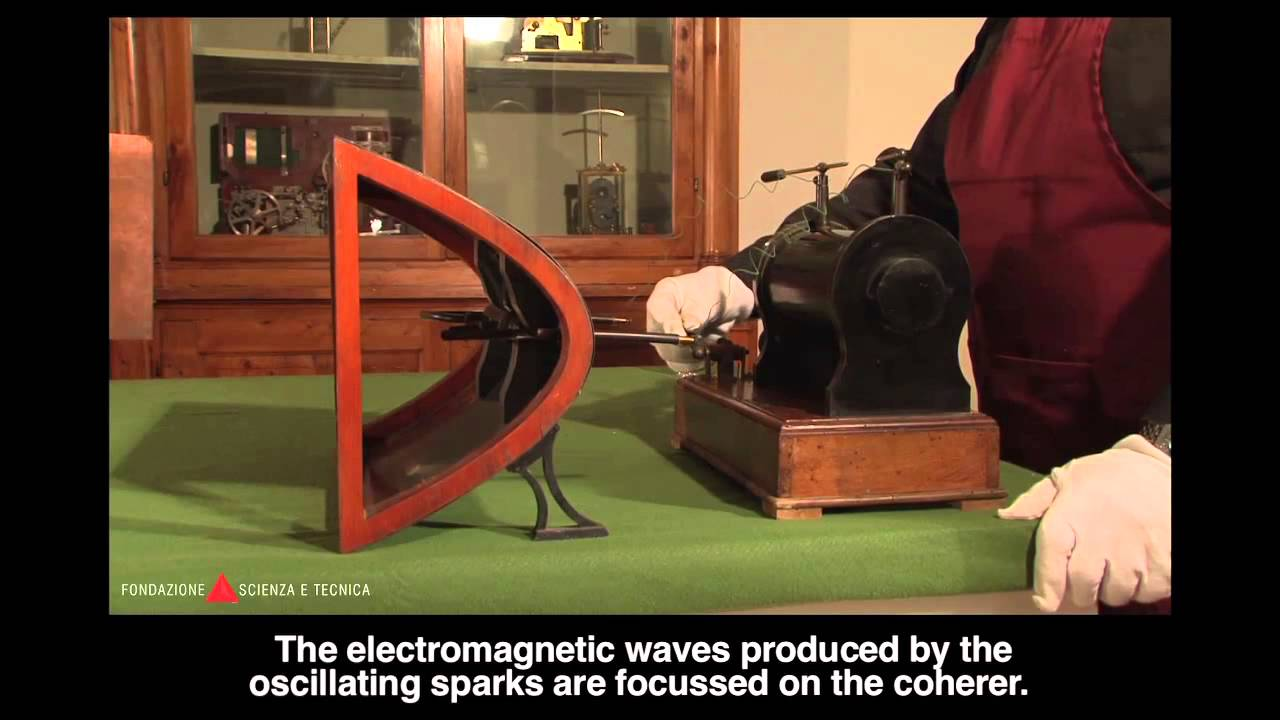 FONDAZIONE SCIENZA E TECNICA
The electromagnetic waves produced by the
oscillating sparks are focussed on the coherer.